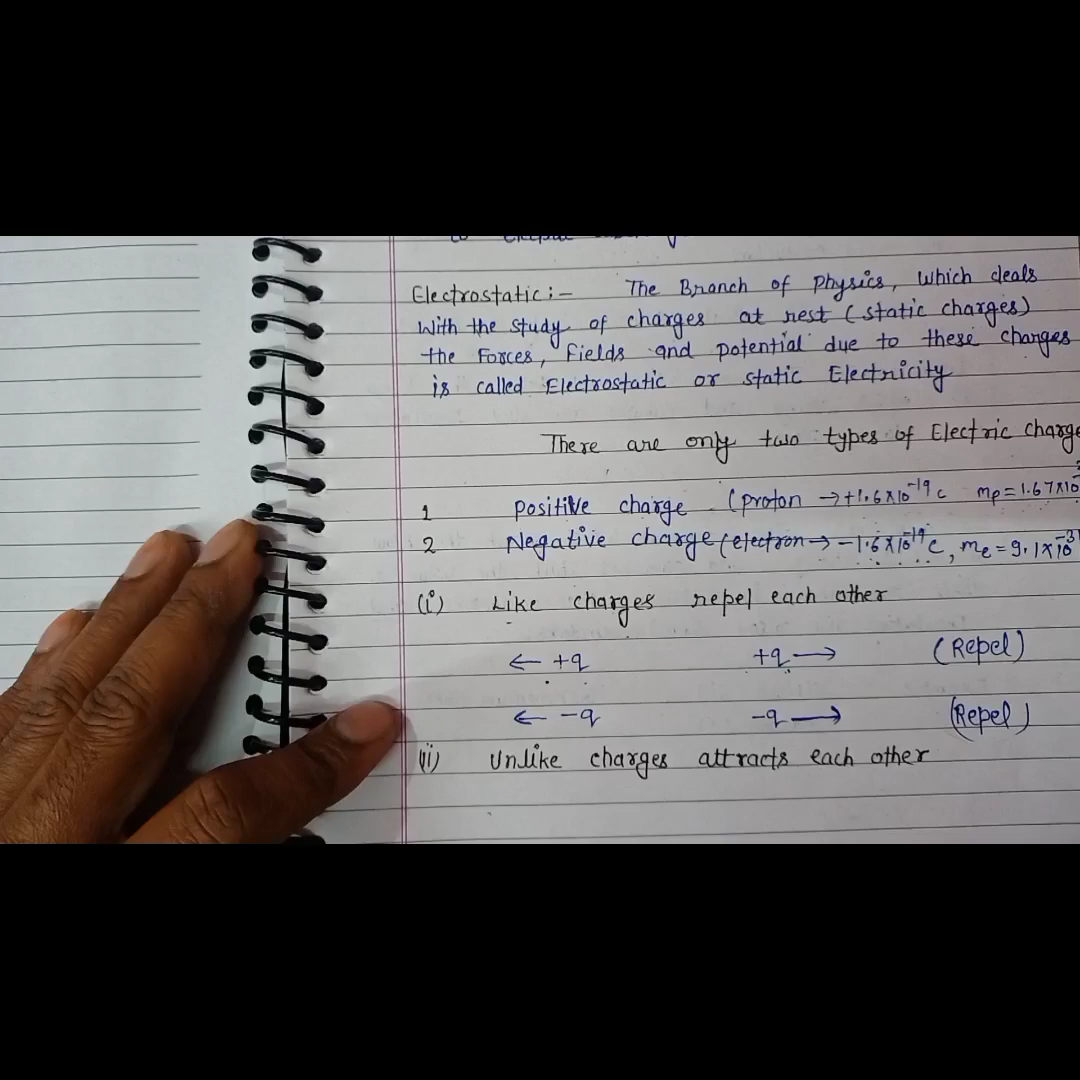 Electrostatic :- The Branch of Physics, which deals
with the study of charges at rest (static charges)
the Forces, Fields and potential due to these charges
is called Electrostatic or static Electricity
There are only two types of Electric charge
1 positive charge (proton → +1.6×10⁻¹⁹ c mp = 1.67×10
2 Negative charge (electron → -1.6×10⁻¹⁹ C, me = 9.1×10⁻³
(i) Like charges repel each other
← +q +q → (Repel)
← -q -q → (Repel)
(ii) Unlike charges attracts each other